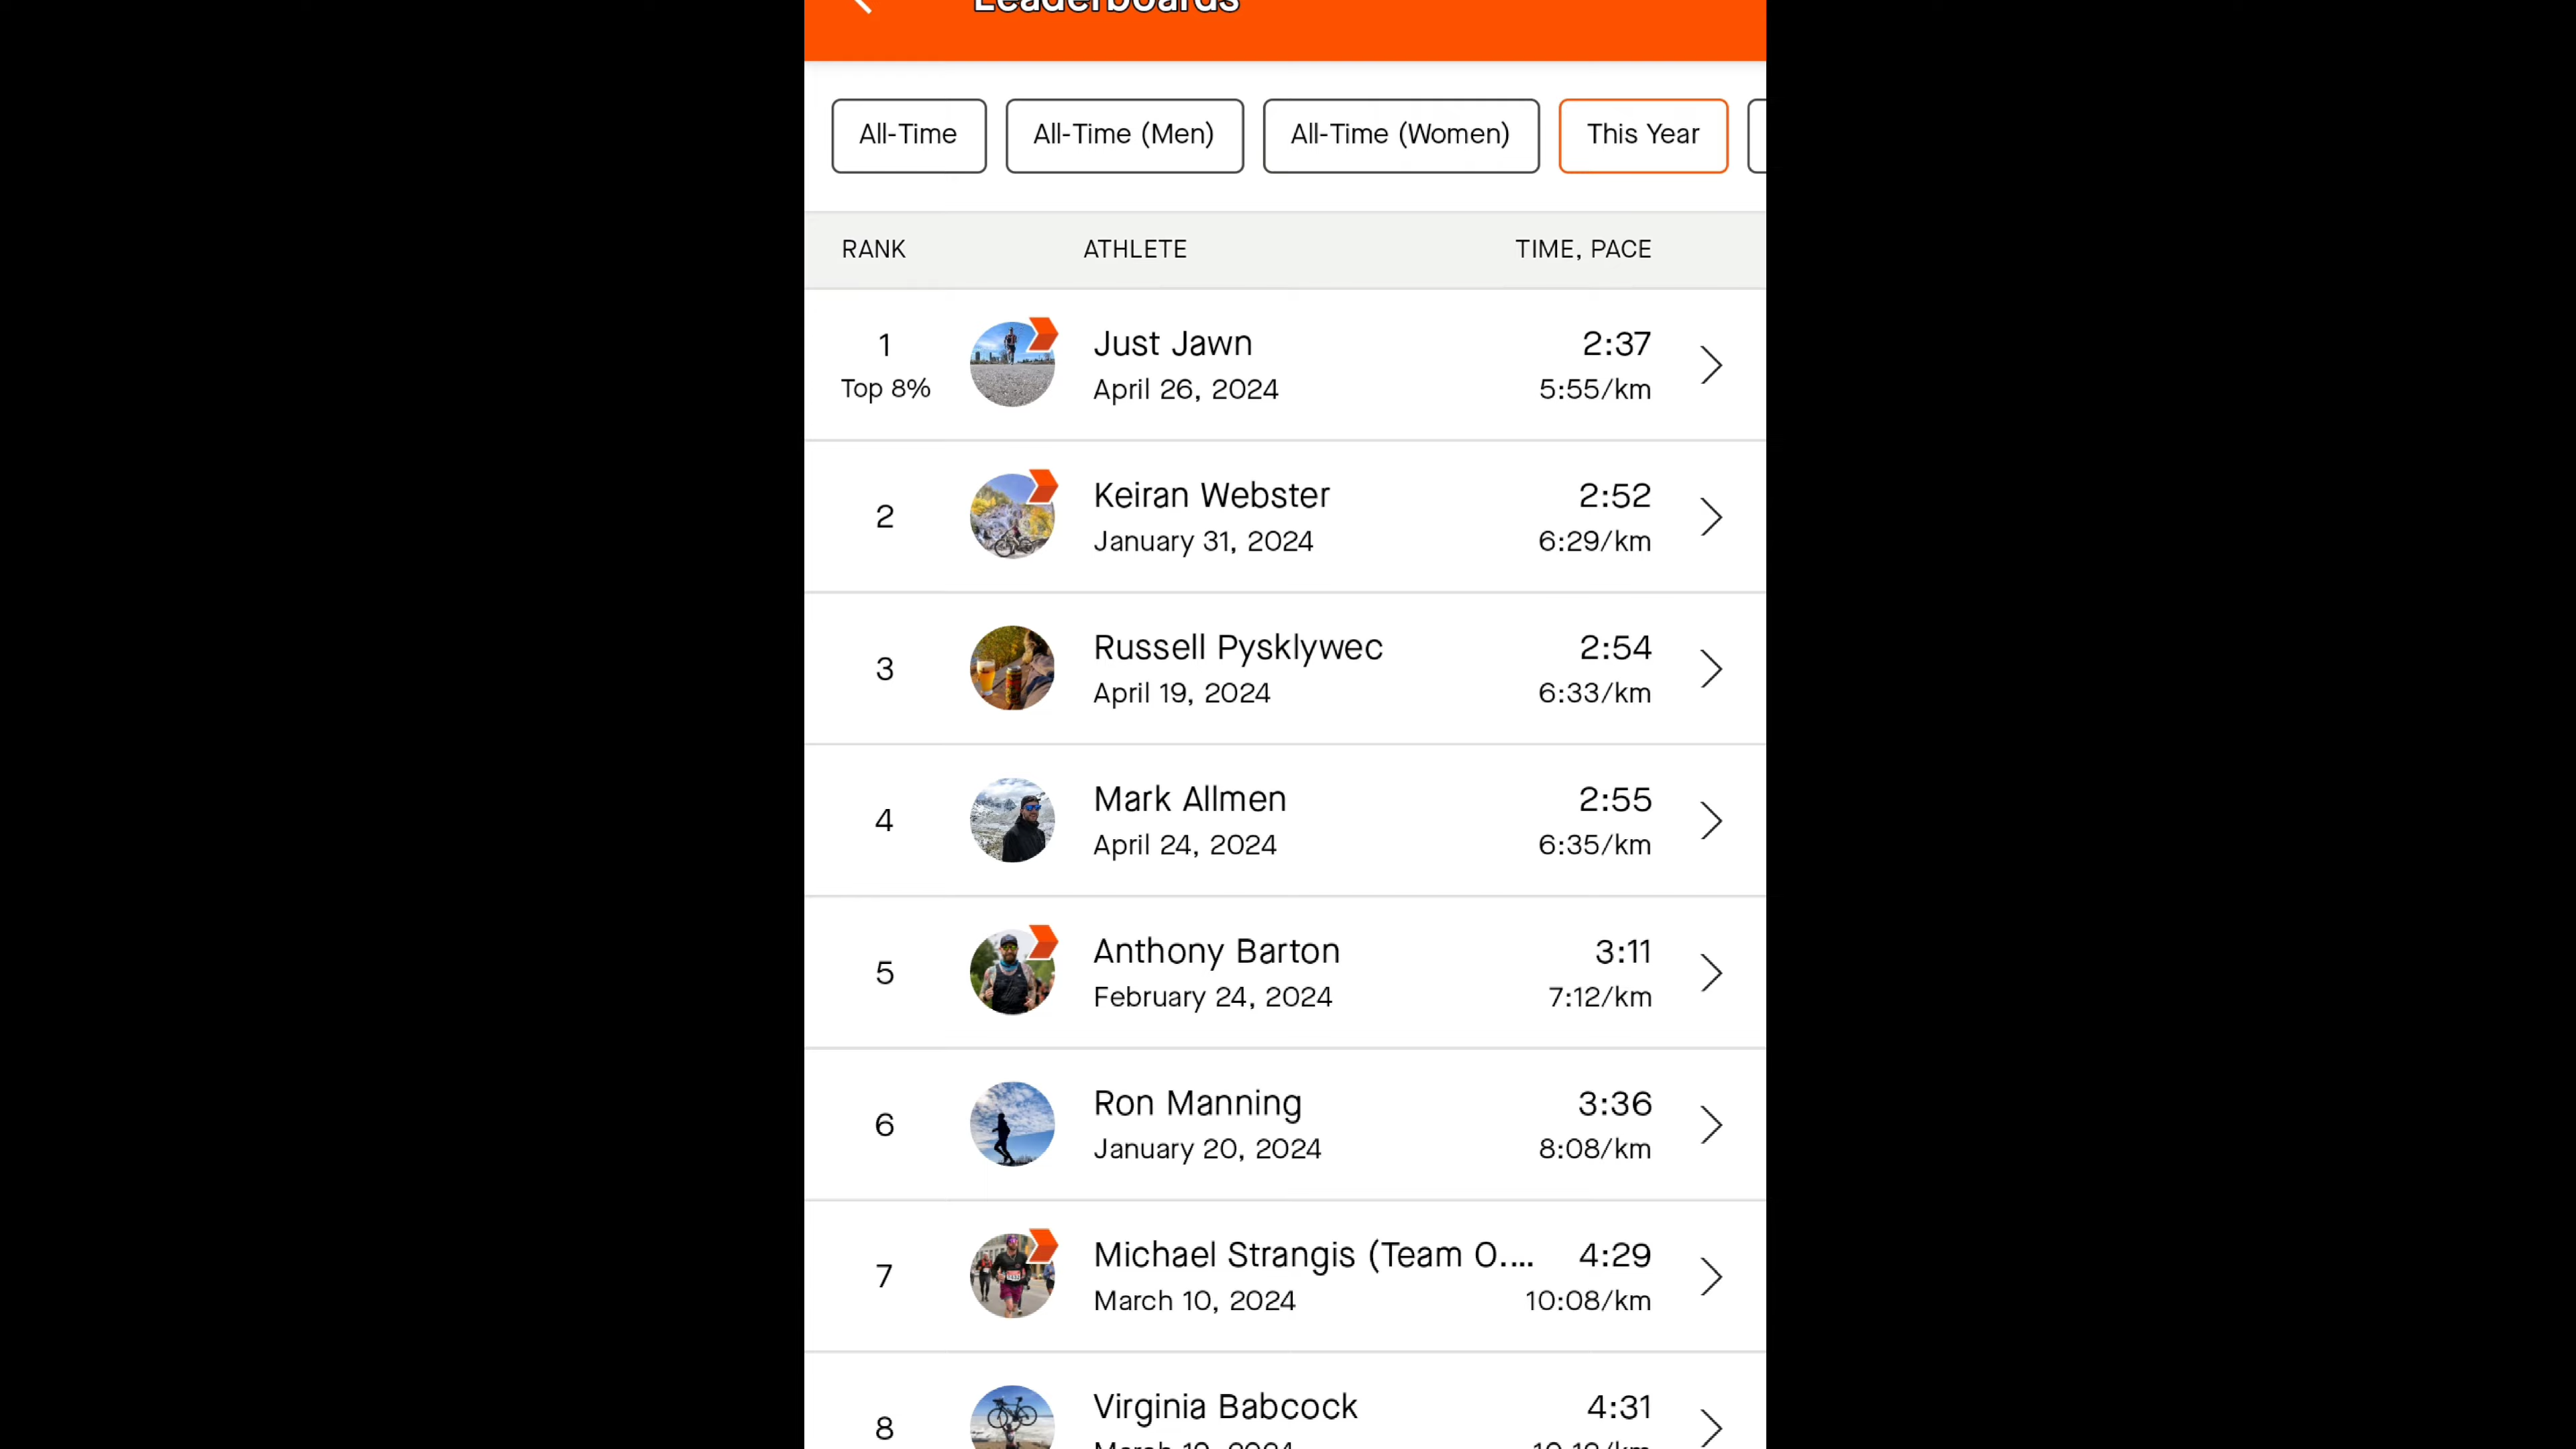 Leaderboards
All-Time All-Time (Men) All-Time (Women) This Year
RANK ATHLETE TIME, PACE
1 Just Jawn 2:37
Top 8% April 26, 2024 5:55/km
2 Keiran Webster 2:52
January 31, 2024 6:29/km
3 Russell Pysklywec 2:54
April 19, 2024 6:33/km
4 Mark Allmen 2:55
April 24, 2024 6:35/km
5 Anthony Barton 3:11
February 24, 2024 7:12/km
6 Ron Manning 3:36
January 20, 2024 8:08/km
7 Michael Strangis (Team O.... 4:29
March 10, 2024 10:08/km
8 Virginia Babcock 4:31